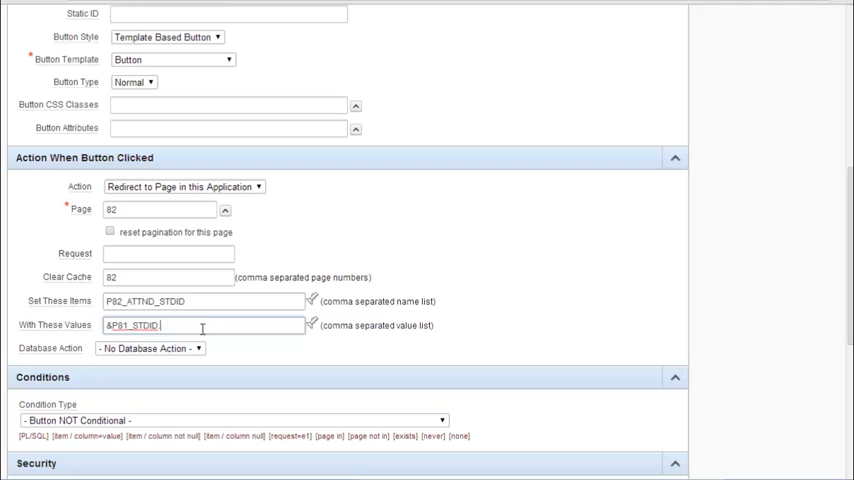 Static ID
Button Style Template Based Button
* Button Template Button
Button Type Normal
Button CSS Classes
Button Attributes
Action When Button Clicked
Action Redirect to Page in this Application
* Page 82
reset pagination for this page
Request
Clear Cache 82 (comma separated page numbers)
Set These Items P82_ATTND_STDID (comma separated name list)
With These Values &P81_STDID. (comma separated value list)
Database Action - No Database Action -
Conditions
Condition Type
- Button NOT Conditional -
[PL/SQL] [item / column=value] [item / column not null] [item / column null] [request=e1] [page in] [page not in] [exists] [never] [none]
Security